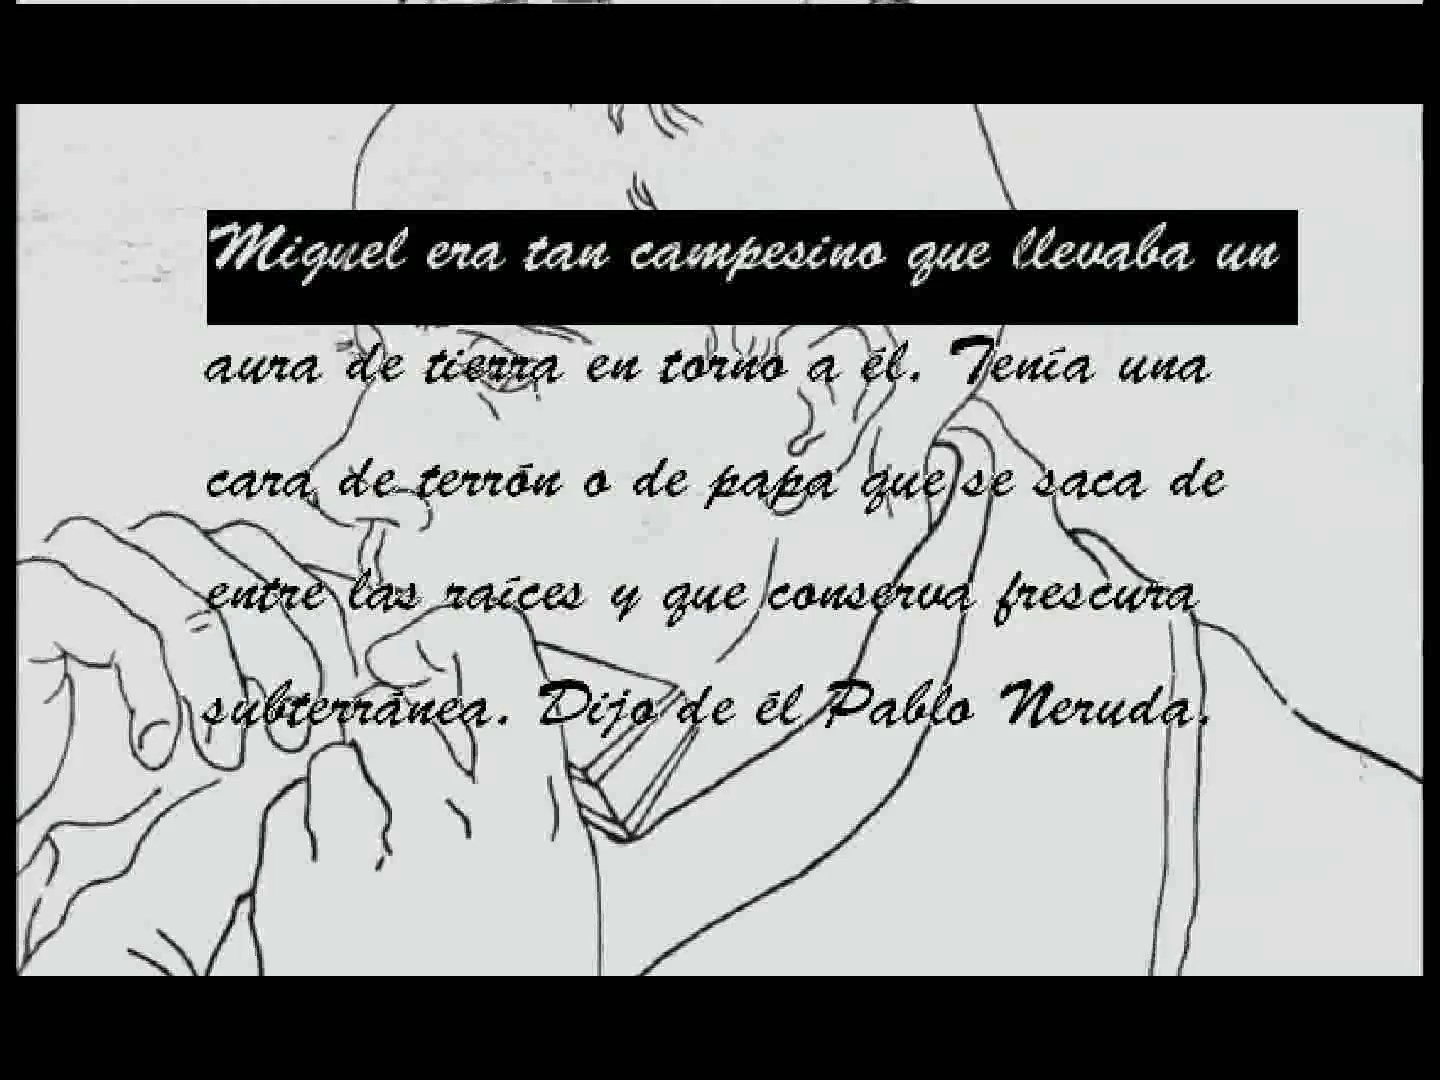 Miguel era tan campesino que llevaba un
aura de tierra en torno a él. Tenía una
cara de terrón o de papa que se saca de
entre las raíces y que conserva frescura
subterránea. Dijo de él Pablo Neruda.